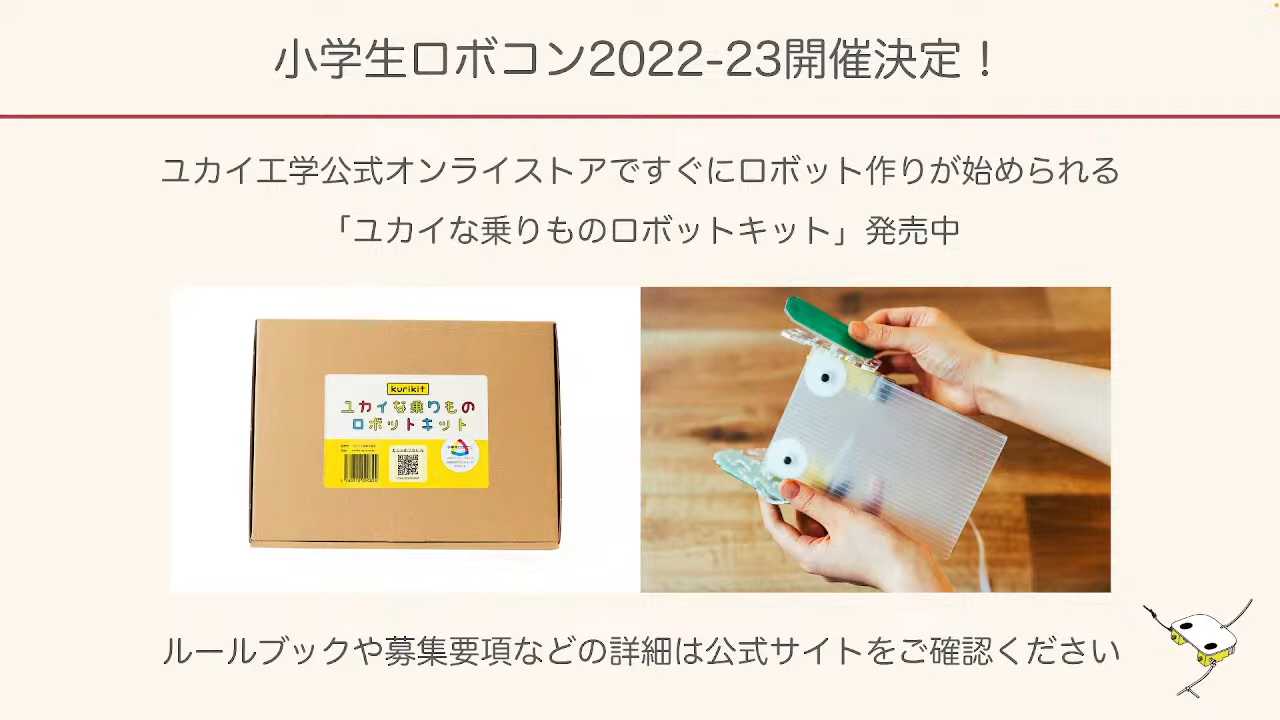 小学生ロボコン2022-23開催決定！
ユカイ工学公式オンライストアですぐにロボット作りが始められる
「ユカイな乗りものロボットキット」発売中
kurikit
ユカイな乗りもの
ロボットキット
ルールブックや募集要項などの詳細は公式サイトをご確認ください